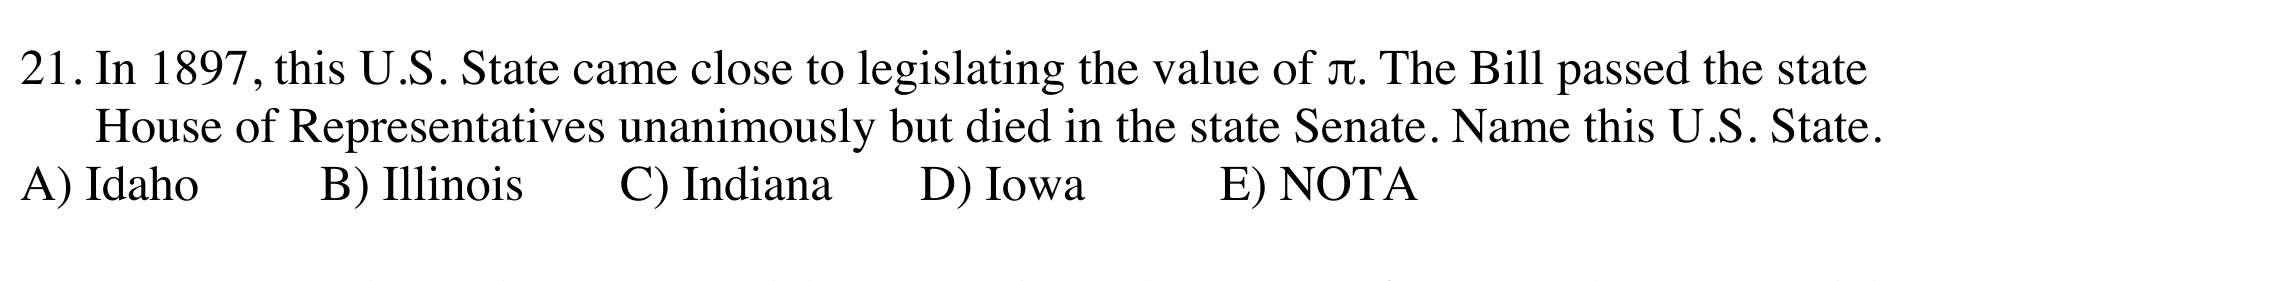 21. In 1897, this U.S. State came close to legislating the value of π. The Bill passed the state
House of Representatives unanimously but died in the state Senate. Name this U.S. State.
A) Idaho B) Illinois C) Indiana D) Iowa E) NOTA